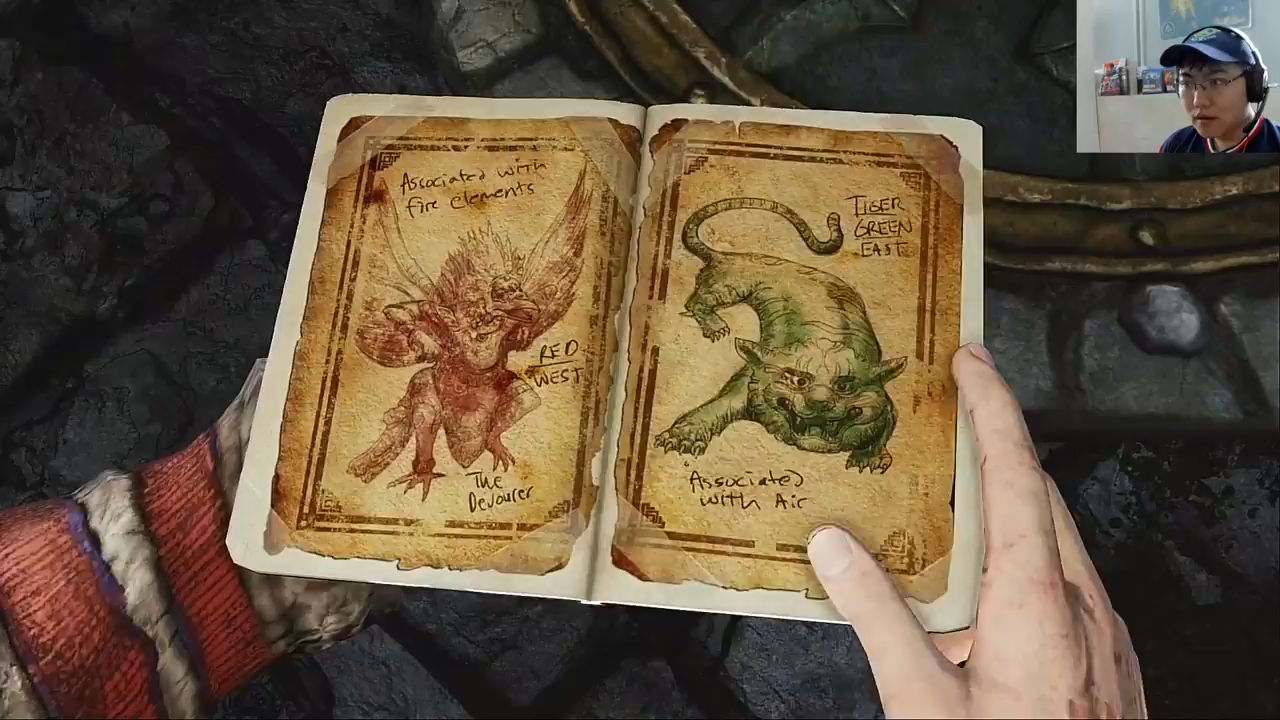 Associated with
fire elements
RED
WEST
The
Devourer
TIGER
GREEN
EAST
Associated
with Air